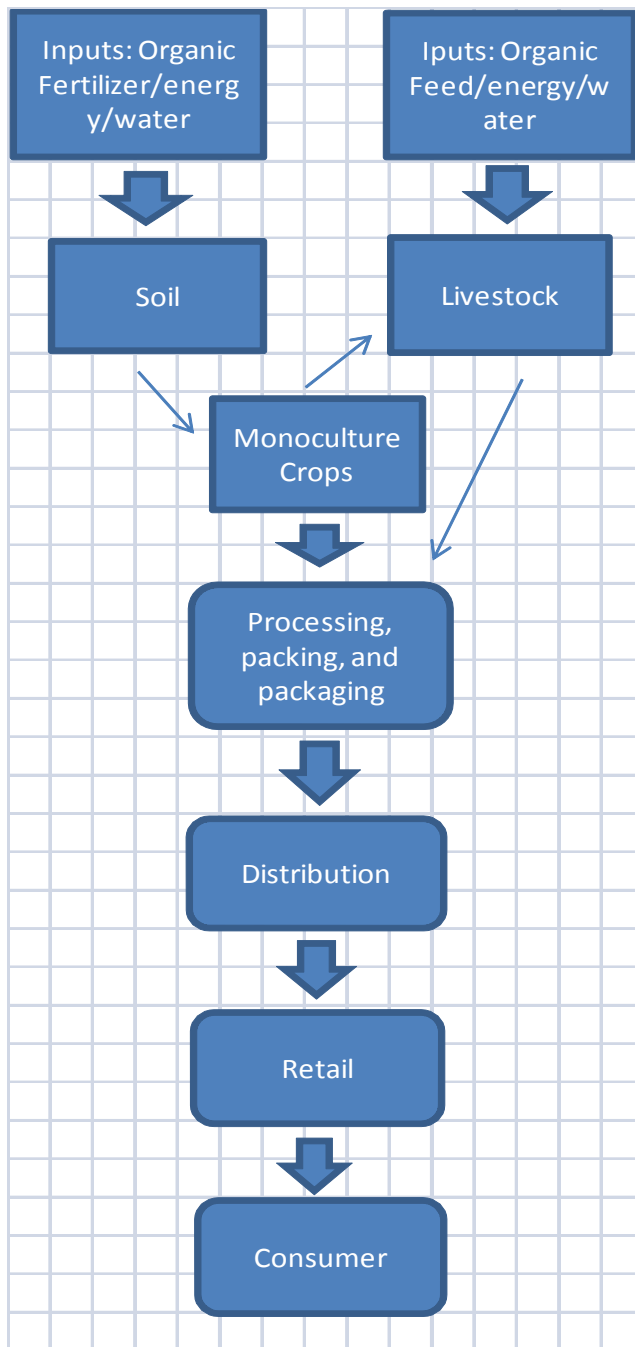 Inputs: Organic
Fertilizer/energ
y/water
Iputs: Organic
Feed/energy/w
ater
Soil
Livestock
Monoculture
Crops
Processing,
packing, and
packaging
Distribution
Retail
Consumer